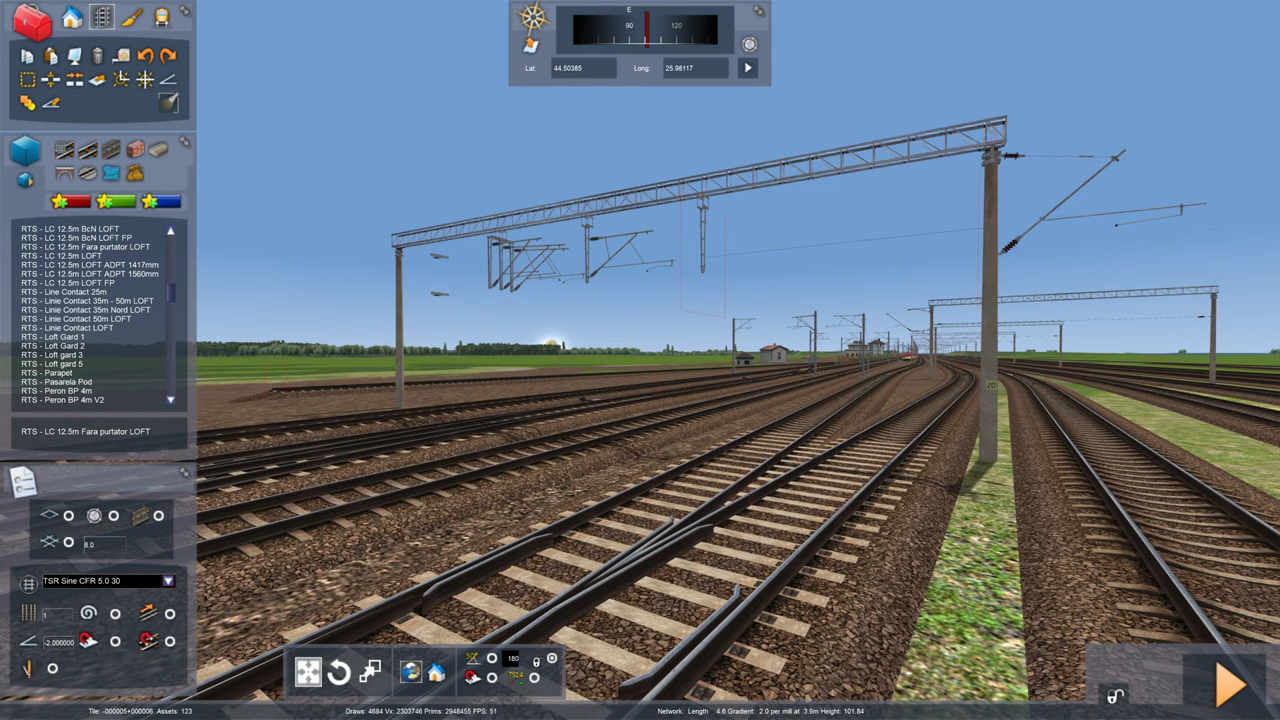 E
90
120
Lat:
44.50385
Long:
25.98117
RTS - LC 12.5m BcN LOFT
RTS - LC 12.5m BcN LOFT FP
RTS - LC 12.5m Fara purtator LOFT
RTS - LC 12.5m LOFT
RTS - LC 12.5m LOFT ADPT 1417mm
RTS - LC 12.5m LOFT ADPT 1560mm
RTS - LC 12.5m LOFT FP
RTS - Line Contact 25m
RTS - Linie Contact 35m - 50m LOFT
RTS - Linie Contact 35m Nord LOFT
RTS - Linie Contact 50m LOFT
RTS - Linie Contact LOFT
RTS - Loft Gard 1
RTS - Loft Gard 2
RTS - Loft gard 3
RTS - Loft gard 5
RTS - Parapet
RTS - Pasarela Pod
RTS - Peron BP 4m
RTS - Peron BP 4m V2
RTS - LC 12.5m Fara purtator LOFT
20
8.0
TSR Sine CFR 5.0 30
1
-2.000000
180
Tile: -000005+000006 Assets: 123
Draws: 4684 Vx: 2303746 Prims: 2948455 FPS: 51
Network: Length 4.6 Gradient: 2.0 per mill at 3.9m Height: 101.84